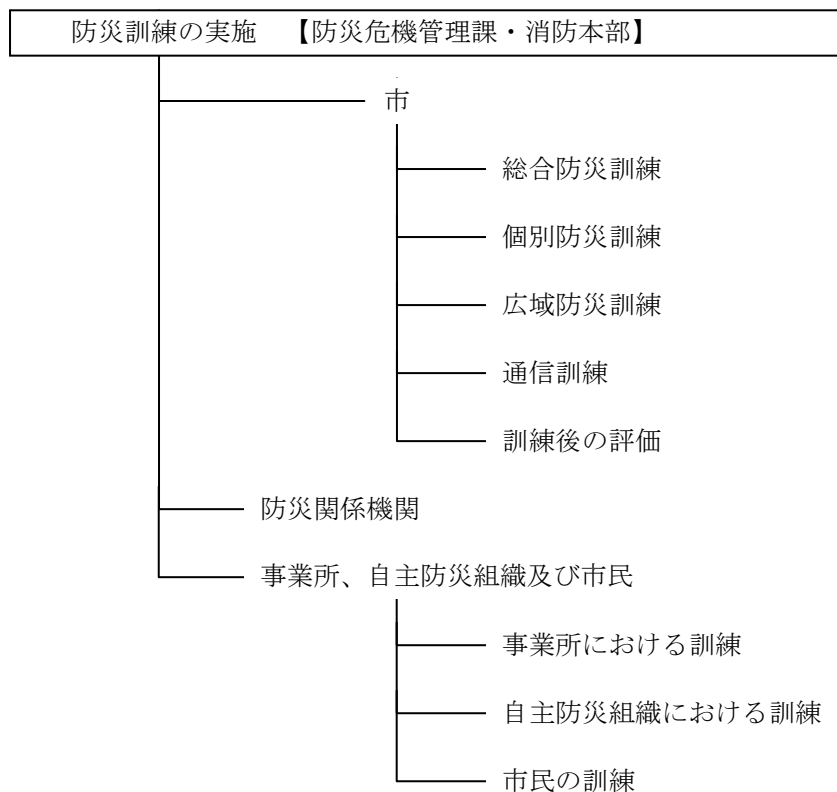 防災訓練の実施　【防災危機管理課・消防本部】
市
総合防災訓練
個別防災訓練
広域防災訓練
通信訓練
訓練後の評価
防災関係機関
事業所、自主防災組織及び市民
事業所における訓練
自主防災組織における訓練
市民の訓練